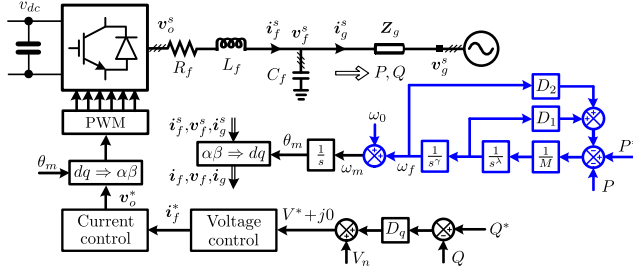 v_dc
v_o^s
R_f
L_f
i_f^s
v_f^s
i_g^s
Z_g
v_g^s
C_f
P, Q
PWM
θ_m
dq ⇒ αβ
v_o^*
Current control
i_f^*
i_f^s, v_f^s, i_g^s
αβ ⇒ dq
i_f, v_f, i_g
θ_m
1/s
ω_m
ω_0
ω_f
1/s^γ
1/s^λ
1/M
D_1
D_2
P^*
P
Voltage control
V^*+j0
V_n
D_q
Q^*
Q